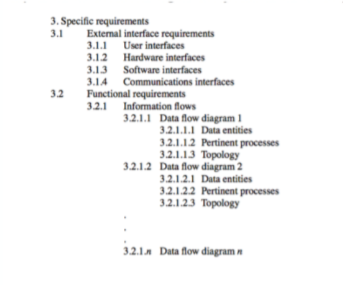 3. Specific requirements
3.1 External interface requirements
3.1.1 User interfaces
3.1.2 Hardware interfaces
3.1.3 Software interfaces
3.1.4 Communications interfaces
3.2 Functional requirements
3.2.1 Information flows
3.2.1.1 Data flow diagram 1
3.2.1.1.1 Data entities
3.2.1.1.2 Pertinent processes
3.2.1.1.3 Topology
3.2.1.2 Data flow diagram 2
3.2.1.2.1 Data entities
3.2.1.2.2 Pertinent processes
3.2.1.2.3 Topology
.
.
.
3.2.1.n Data flow diagram n